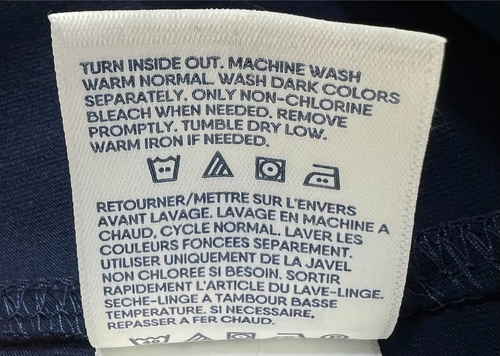 TURN INSIDE OUT. MACHINE WASH
WARM NORMAL. WASH DARK COLORS
SEPARATELY. ONLY NON-CHLORINE
BLEACH WHEN NEEDED. REMOVE
PROMPTLY. TUMBLE DRY LOW.
WARM IRON IF NEEDED.
RETOURNER/METTRE SUR L'ENVERS
AVANT LAVAGE. LAVAGE EN MACHINE A
CHAUD, CYCLE NORMAL. LAVER LES
COULEURS FONCEES SEPAREMENT.
UTILISER UNIQUEMENT DE LA JAVEL
NON CHLOREE SI BESOIN. SORTIR
RAPIDEMENT L'ARTICLE DU LAVE-LINGE.
SECHE-LINGE A TAMBOUR BASSE
TEMPERATURE. SI NECESSAIRE.
REPASSER A FER CHAUD.